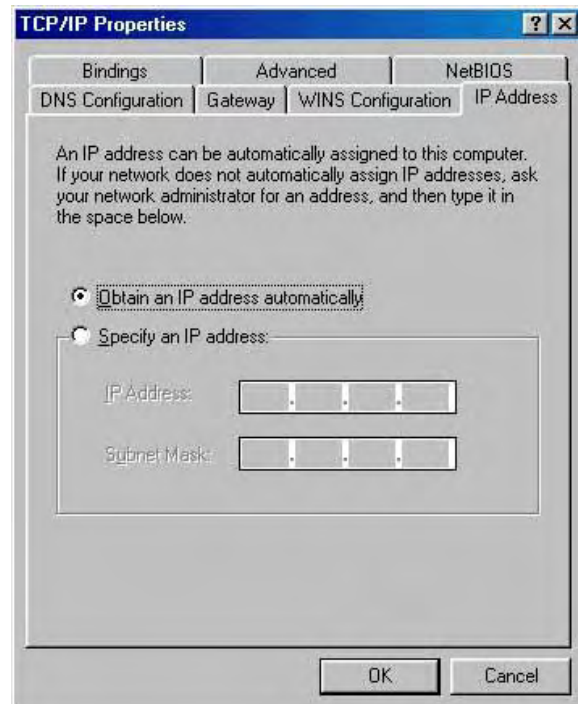 TCP/IP Properties
? X
Bindings Advanced NetBIOS
DNS Configuration Gateway WINS Configuration IP Address
An IP address can be automatically assigned to this computer.
If your network does not automatically assign IP addresses, ask
your network administrator for an address, and then type it in
the space below.
Obtain an IP address automatically
Specify an IP address:
IP Address:
. . .
Subnet Mask:
. . .
OK Cancel